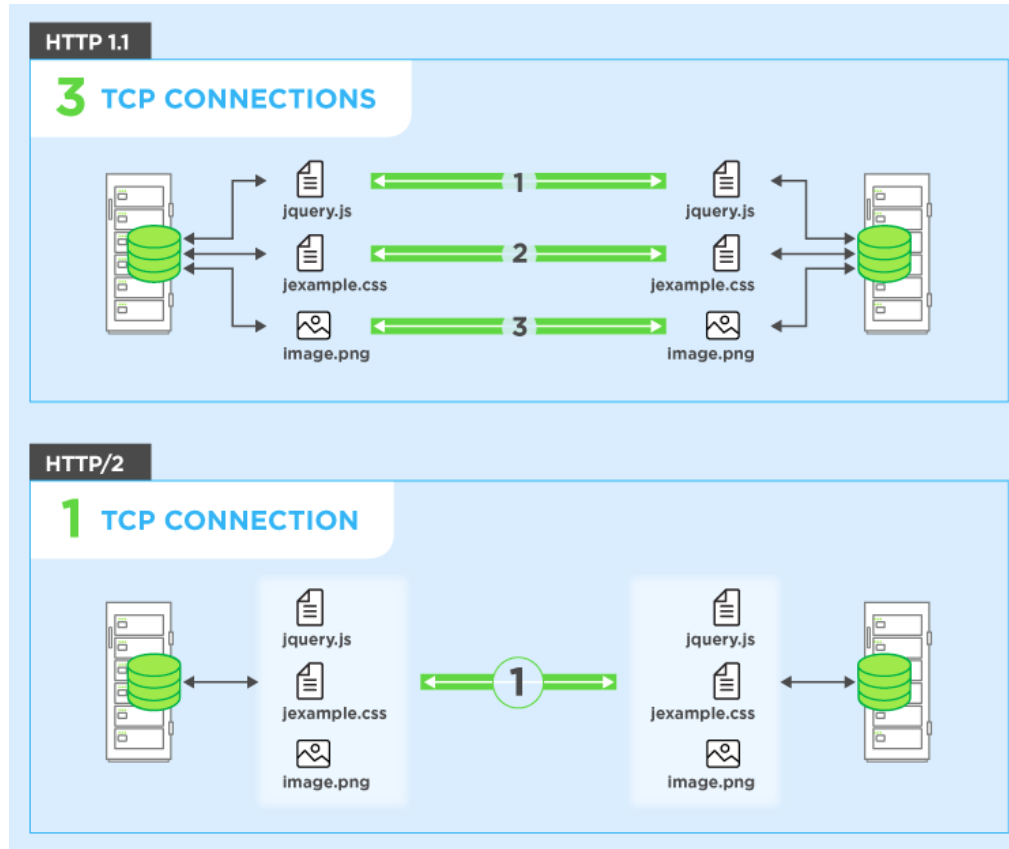 HTTP 1.1
3 TCP CONNECTIONS
jquery.js
1
jquery.js
jexample.css
2
jexample.css
image.png
3
image.png
HTTP/2
1 TCP CONNECTION
jquery.js
jquery.js
jexample.css
1
jexample.css
image.png
image.png